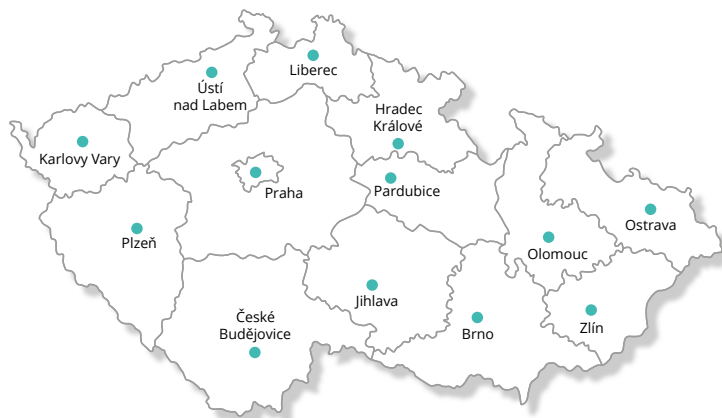 Liberec
Ústí
nad Labem
Hradec
Králové
Karlovy Vary
Praha
Pardubice
Plzeň
Ostrava
Olomouc
Jihlava
České
Budějovice
Brno
Zlín